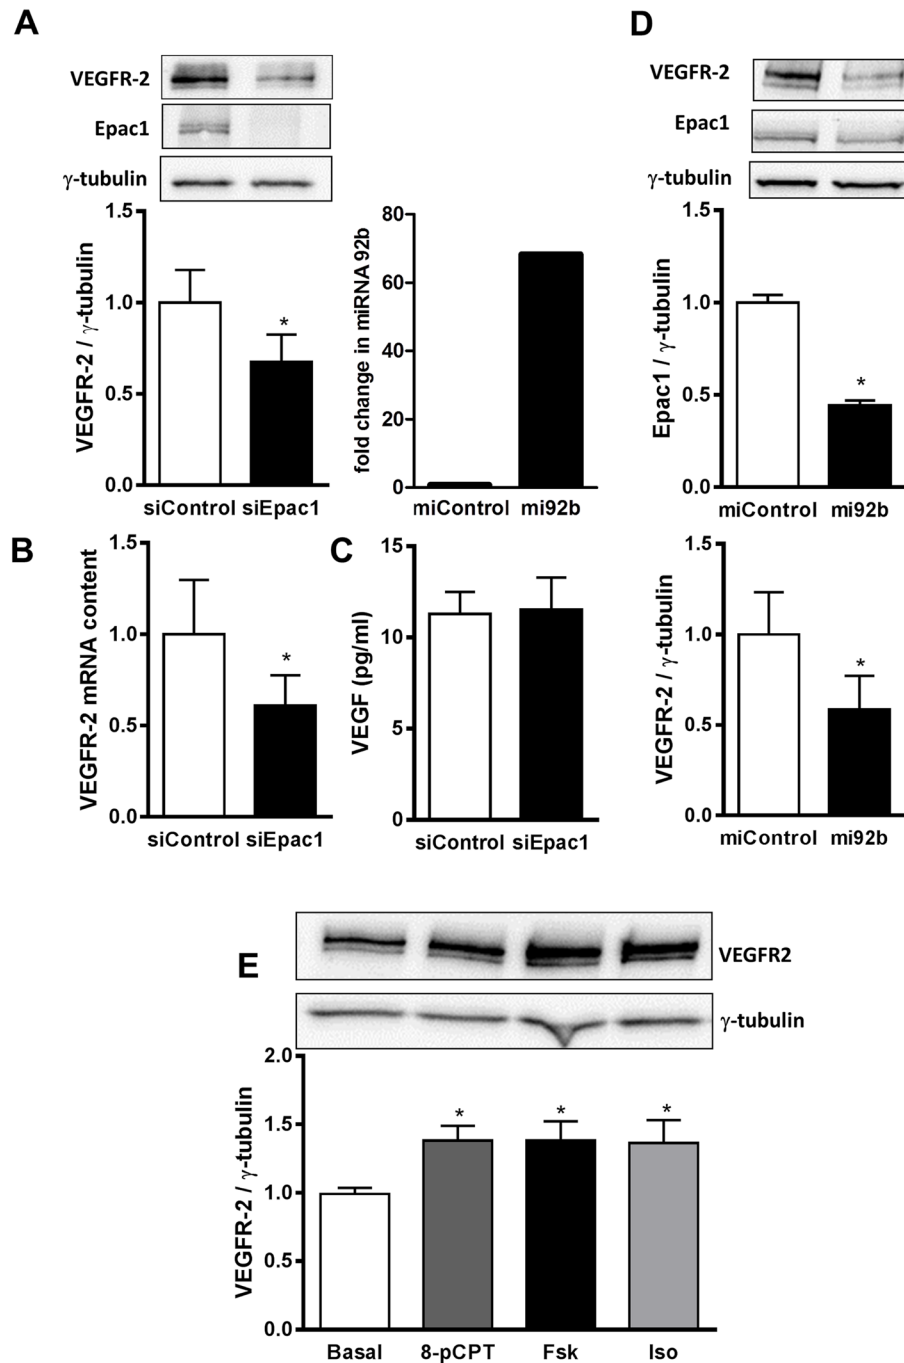 A
VEGFR-2
Epac1
γ-tubulin
1.5
1.0
0.5
0.0
VEGFR-2 / γ-tubulin
*
siControl siEpac1
80
60
40
20
0
fold change in miRNA 92b
miControl mi92b
D
VEGFR-2
Epac1
γ-tubulin
1.5
1.0
0.5
0.0
Epac1 / γ-tubulin
*
miControl mi92b
B
1.5
1.0
0.5
0.0
VEGFR-2 mRNA content
*
siControl siEpac1
C
15
10
5
0
VEGF (pg/ml)
siControl siEpac1
1.5
1.0
0.5
0.0
VEGFR-2 / γ-tubulin
*
miControl mi92b
E
VEGFR2
γ-tubulin
2.0
1.5
1.0
0.5
0.0
VEGFR-2 / γ-tubulin
* * *
Basal 8-pCPT Fsk Iso